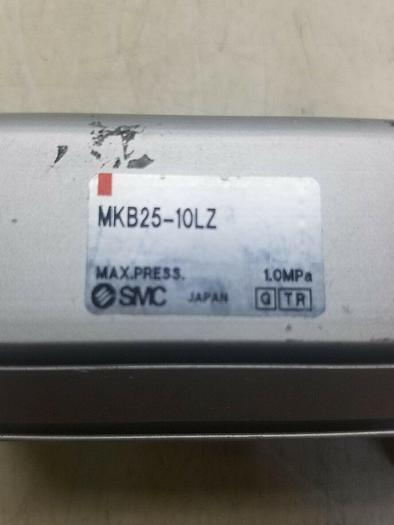 MKB25-10LZ
MAX.PRESS. 1.0MPa
SMC JAPAN Q TR